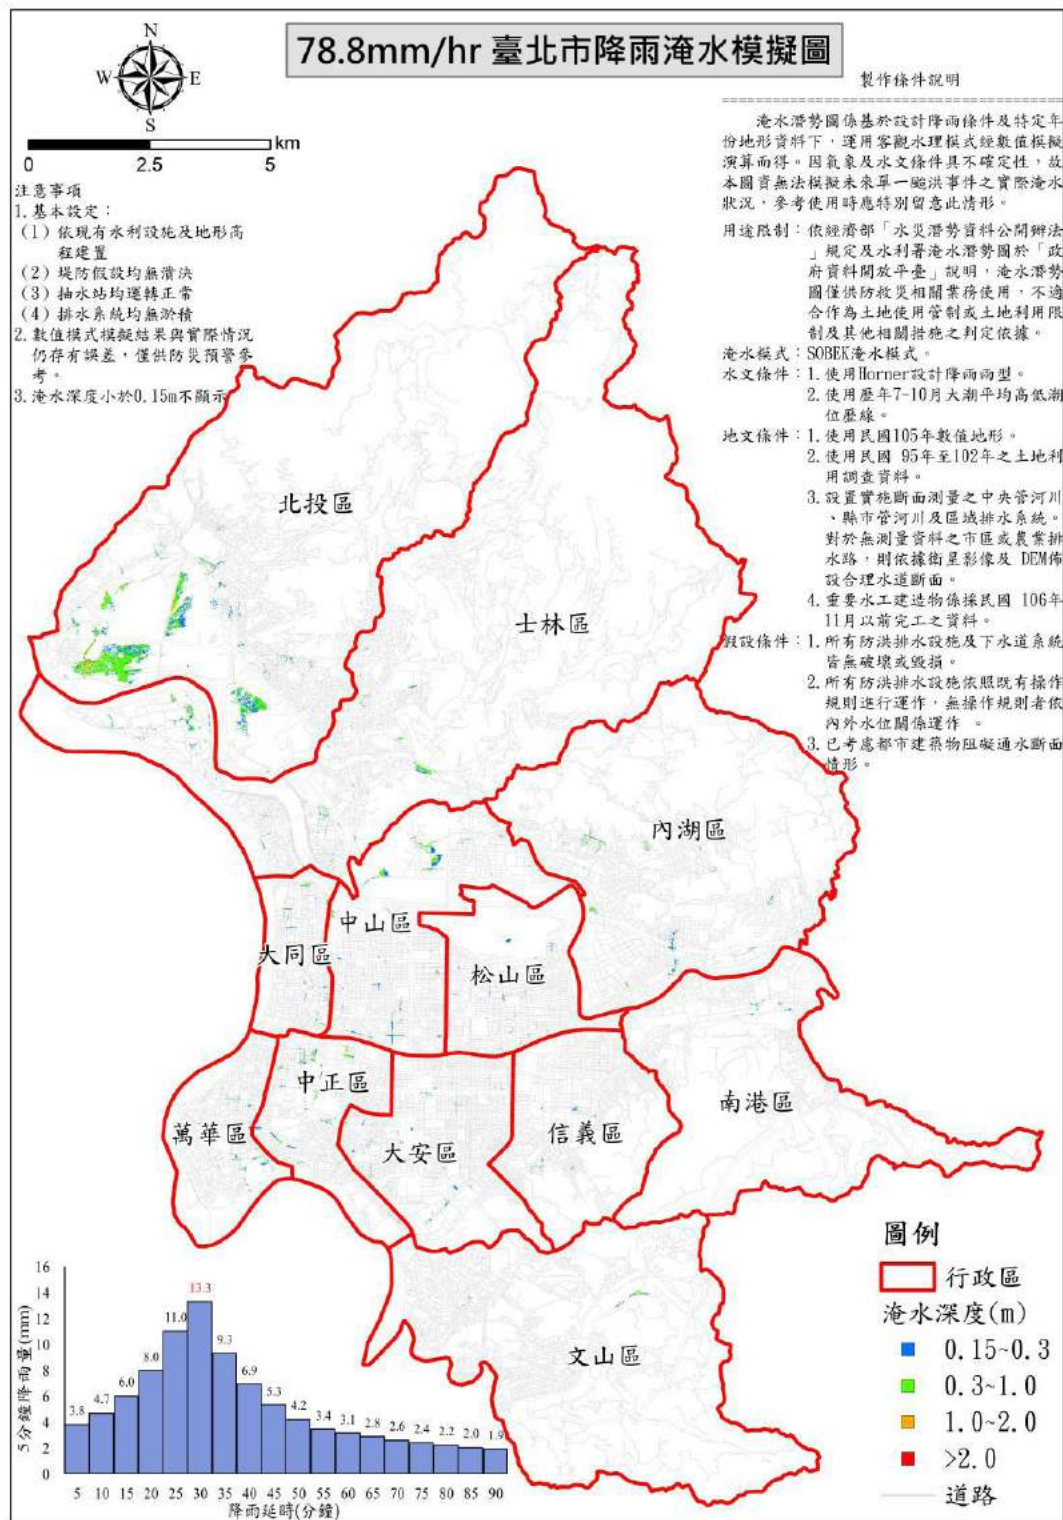 78.8mm/hr 臺北市降雨淹水模擬圖
N
W
E
S
0
2.5
5
km
注意事項
1.基本設定：
(1) 依現有水利設施及地形高
程建置
(2) 堤防假設均無潰決
(3) 抽水站均運轉正常
(4) 排水系統均無淤積
2.數值模式模擬結果與實際情況
仍存有誤差，僅供防災預警參
考。
3.淹水深度小於0.15m不顯示
製作條件說明
淹水潛勢圖係基於設計降雨條件及特定年
份地形資料下，運用客觀水理模式經數值模擬
演算而得。因氣象及水文條件具不確定性，故
本圖資無法模擬未來單一颱洪事件之實際淹水
狀況，參考使用時應特別留意此情形。
用途限制：依經濟部「水災潛勢資料公開辦法
」規定及水利署淹水潛勢圖於「政
府資料開放平臺」說明，淹水潛勢
圖僅供防救災相關業務使用，不適
合作為土地使用管制或土地利用限
制及其他相關措施之判定依據。
淹水模式：SOBEK淹水模式。
水文條件：1.使用Horner設計降雨雨型。
2.使用歷年7-10月大潮平均高低潮
位歷線。
地文條件：1.使用民國105年數值地形。
2.使用民國 95年至102年之土地利
用調查資料。
3.設置實施斷面測量之中央管河川
、縣市管河川及區域排水系統。
對於無測量資料之市區或農業排
水路，則依據衛星影像及 DEM佈
設合理水道斷面。
4.重要水工建造物係採民國 106年
11月以前完工之資料。
假設條件：1.所有防洪排水設施及下水道系統
皆無破壞或毀損。
2.所有防洪排水設施依照既有操作
規則進行運作，無操作規則者依
內外水位關係運作 。
3.已考慮都市建築物阻礙通水斷面
情形。
北投區
士林區
內湖區
中山區
大同區
松山區
中正區
南港區
萬華區
大安區
信義區
文山區
圖例
行政區
淹水深度(m)
0.15~0.3
0.3~1.0
1.0~2.0
>2.0
道路
5分鐘降雨量(mm)
16
14
12
10
8
6
4
2
0
3.8 4.7 6.0 8.0 11.0 13.3 9.3 6.9 5.3 4.2 3.4 3.1 2.8 2.6 2.4 2.2 2.0 1.9
5 10 15 20 25 30 35 40 45 50 55 60 65 70 75 80 85 90
降雨延時(分鐘)